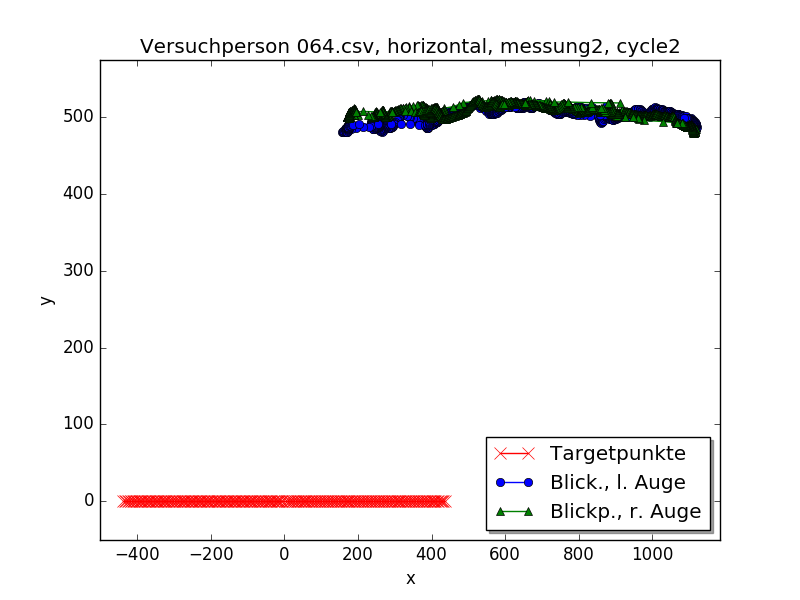 Versuchperson 064.csv, horizontal, messung2, cycle2
y
500
400
300
200
100
0
−400 −200 0 200 400 600 800 1000
x
Targetpunkte
Blick., l. Auge
Blickp., r. Auge